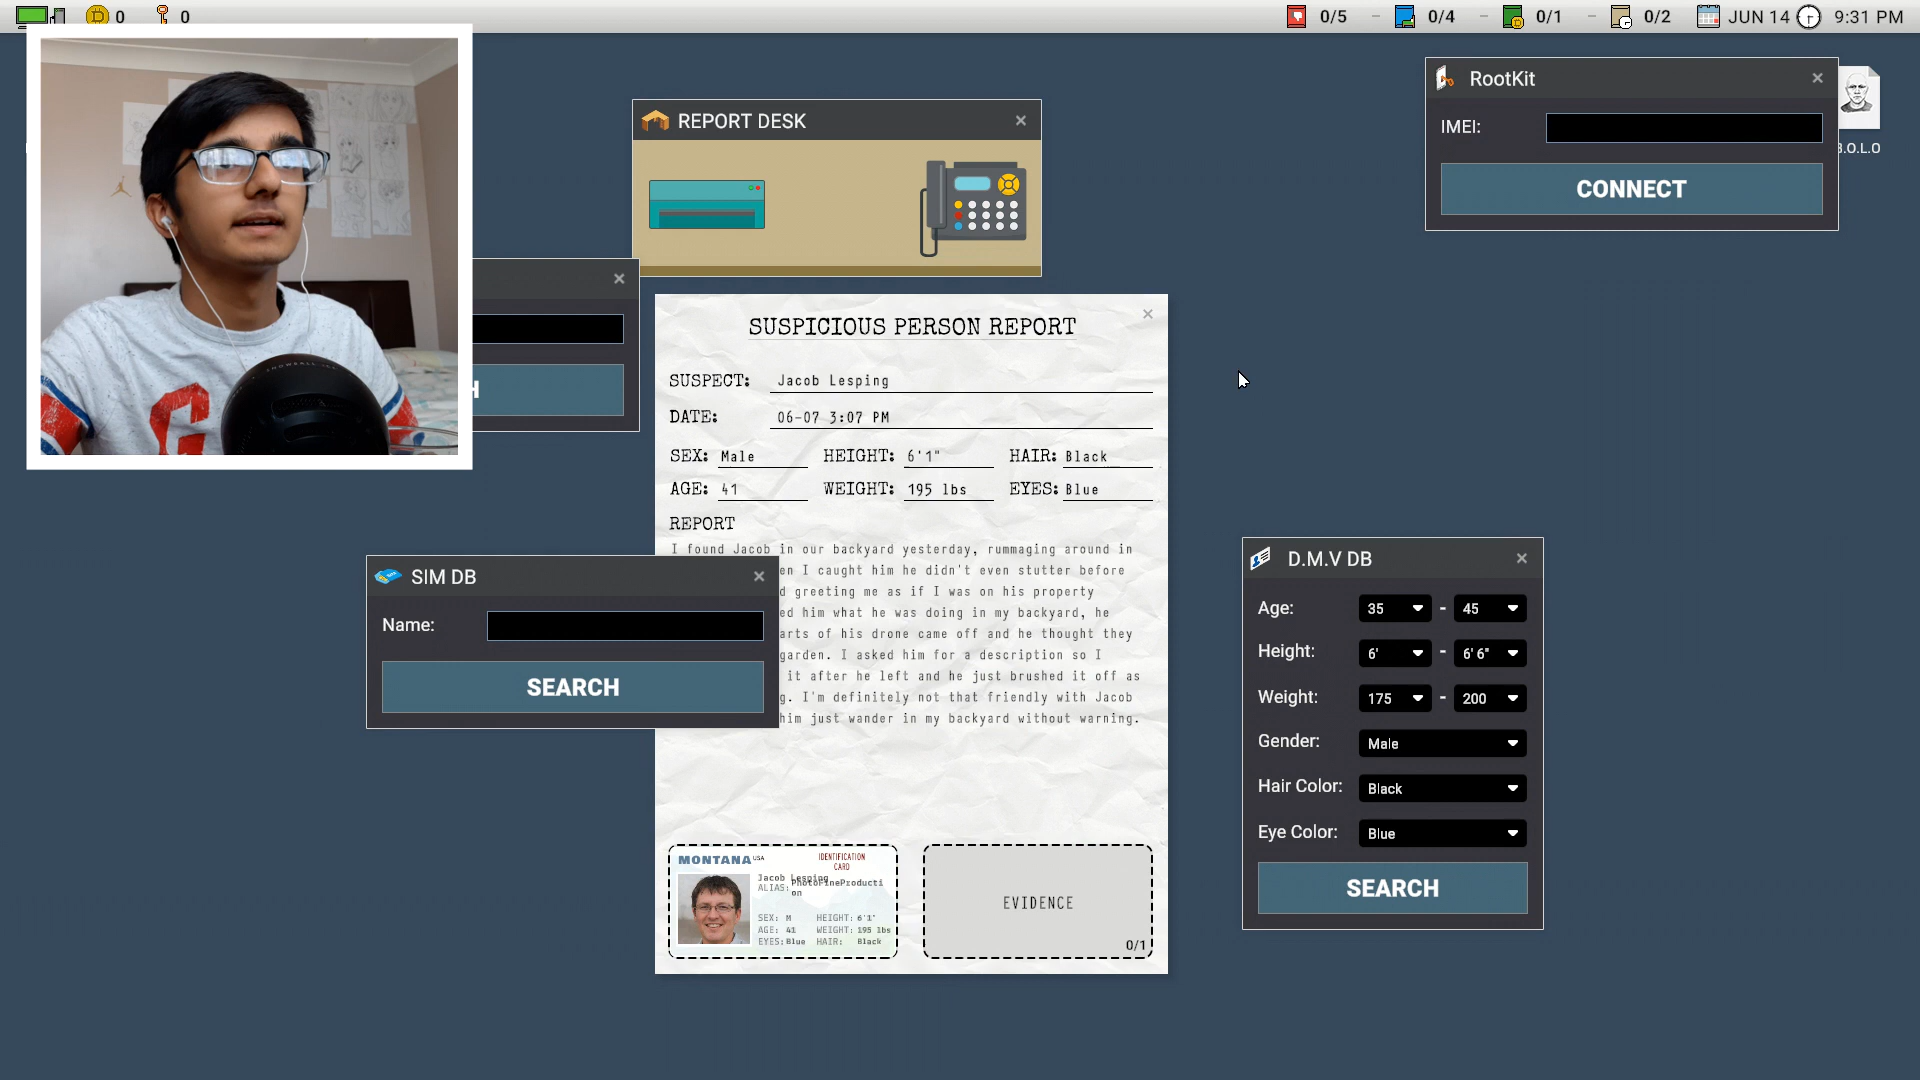 0
0
0/5
0/4
0/1
0/2
JUN 14
9:31 PM
RootKit
IMEI:
CONNECT
B.O.L.O
REPORT DESK
H
SUSPICIOUS PERSON REPORT
SUSPECT: Jacob Lesping
DATE: 06-07 3:07 PM
SEX: Male HEIGHT: 6'1" HAIR: Black
AGE: 41 WEIGHT: 195 lbs EYES: Blue
REPORT
I found Jacob in our backyard yesterday, rummaging around in
en I caught him he didn't even stutter before
d greeting me as if I was on his property
ed him what he was doing in my backyard, he
arts of his drone came off and he thought they
garden. I asked him for a description so I
it after he left and he just brushed it off as
g. I'm definitely not that friendly with Jacob
him just wander in my backyard without warning.
SIM DB
Name:
SEARCH
MONTANA USA
IDENTIFICATION
CARD
Jacob Lesping
ALIAS: PhotoFineProducti
on
SEX: M HEIGHT: 6'1"
AGE: 41 WEIGHT: 195 lbs
EYES: Blue HAIR: Black
EVIDENCE
0/1
D.M.V DB
Age: 35 - 45
Height: 6' - 6' 6"
Weight: 175 - 200
Gender: Male
Hair Color: Black
Eye Color: Blue
SEARCH